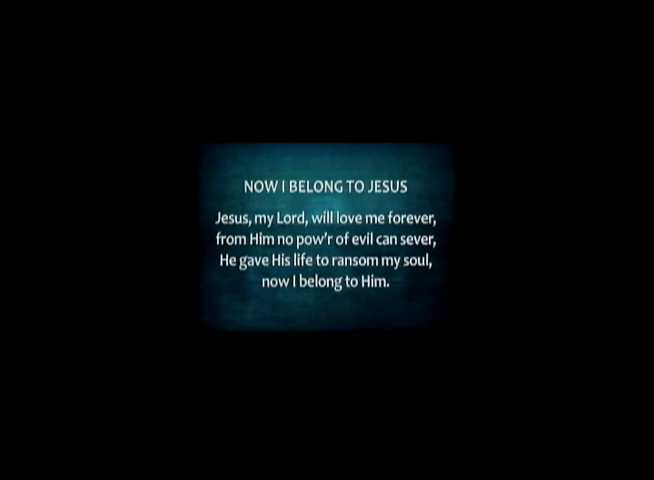 NOW I BELONG TO JESUS
Jesus, my Lord, will love me forever,
from Him no pow'r of evil can sever,
He gave His life to ransom my soul,
now I belong to Him.